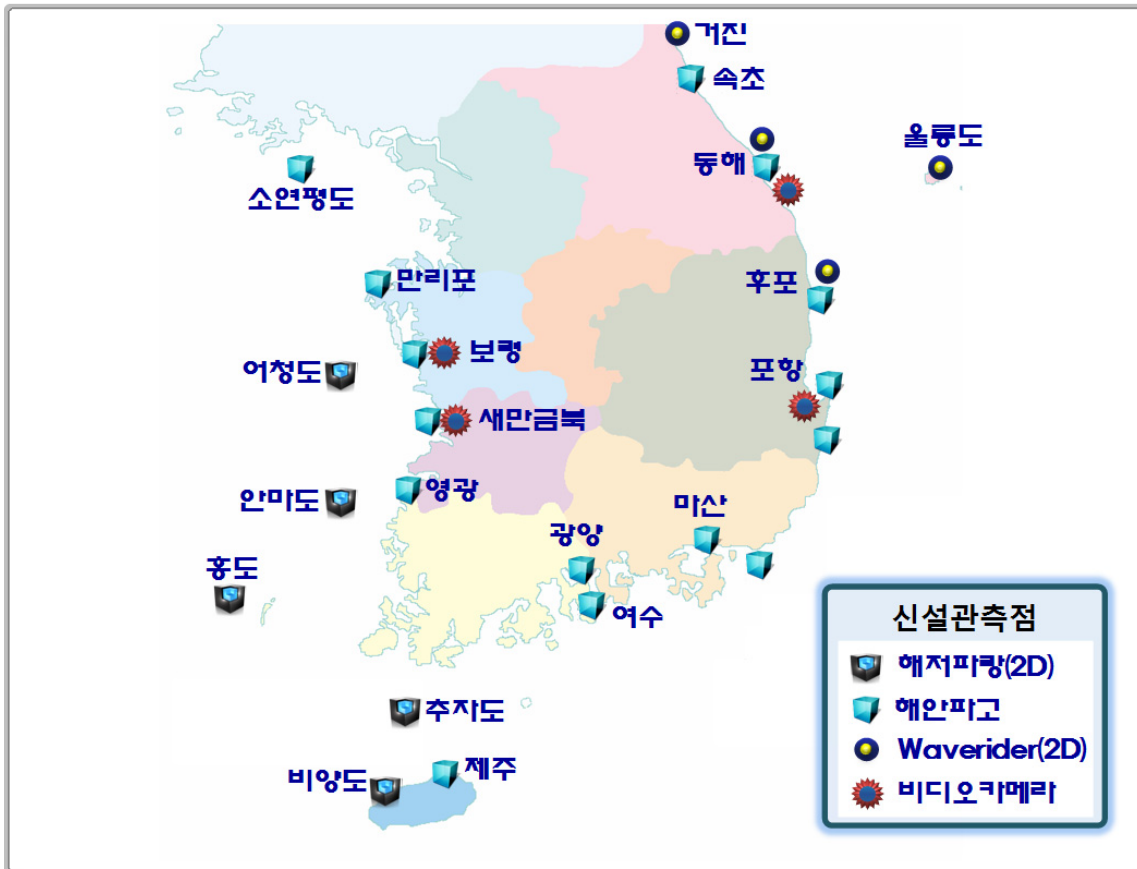 거진
속초
울릉도
동해
소연평도
만리포
후포
보령
어청도
포항
새만금북
영광
안마도
마산
광양
홍도
여수
신설관측점
해저파랑(2D)
추자도
해안파고
Waverider(2D)
제주
비양도
비디오카메라